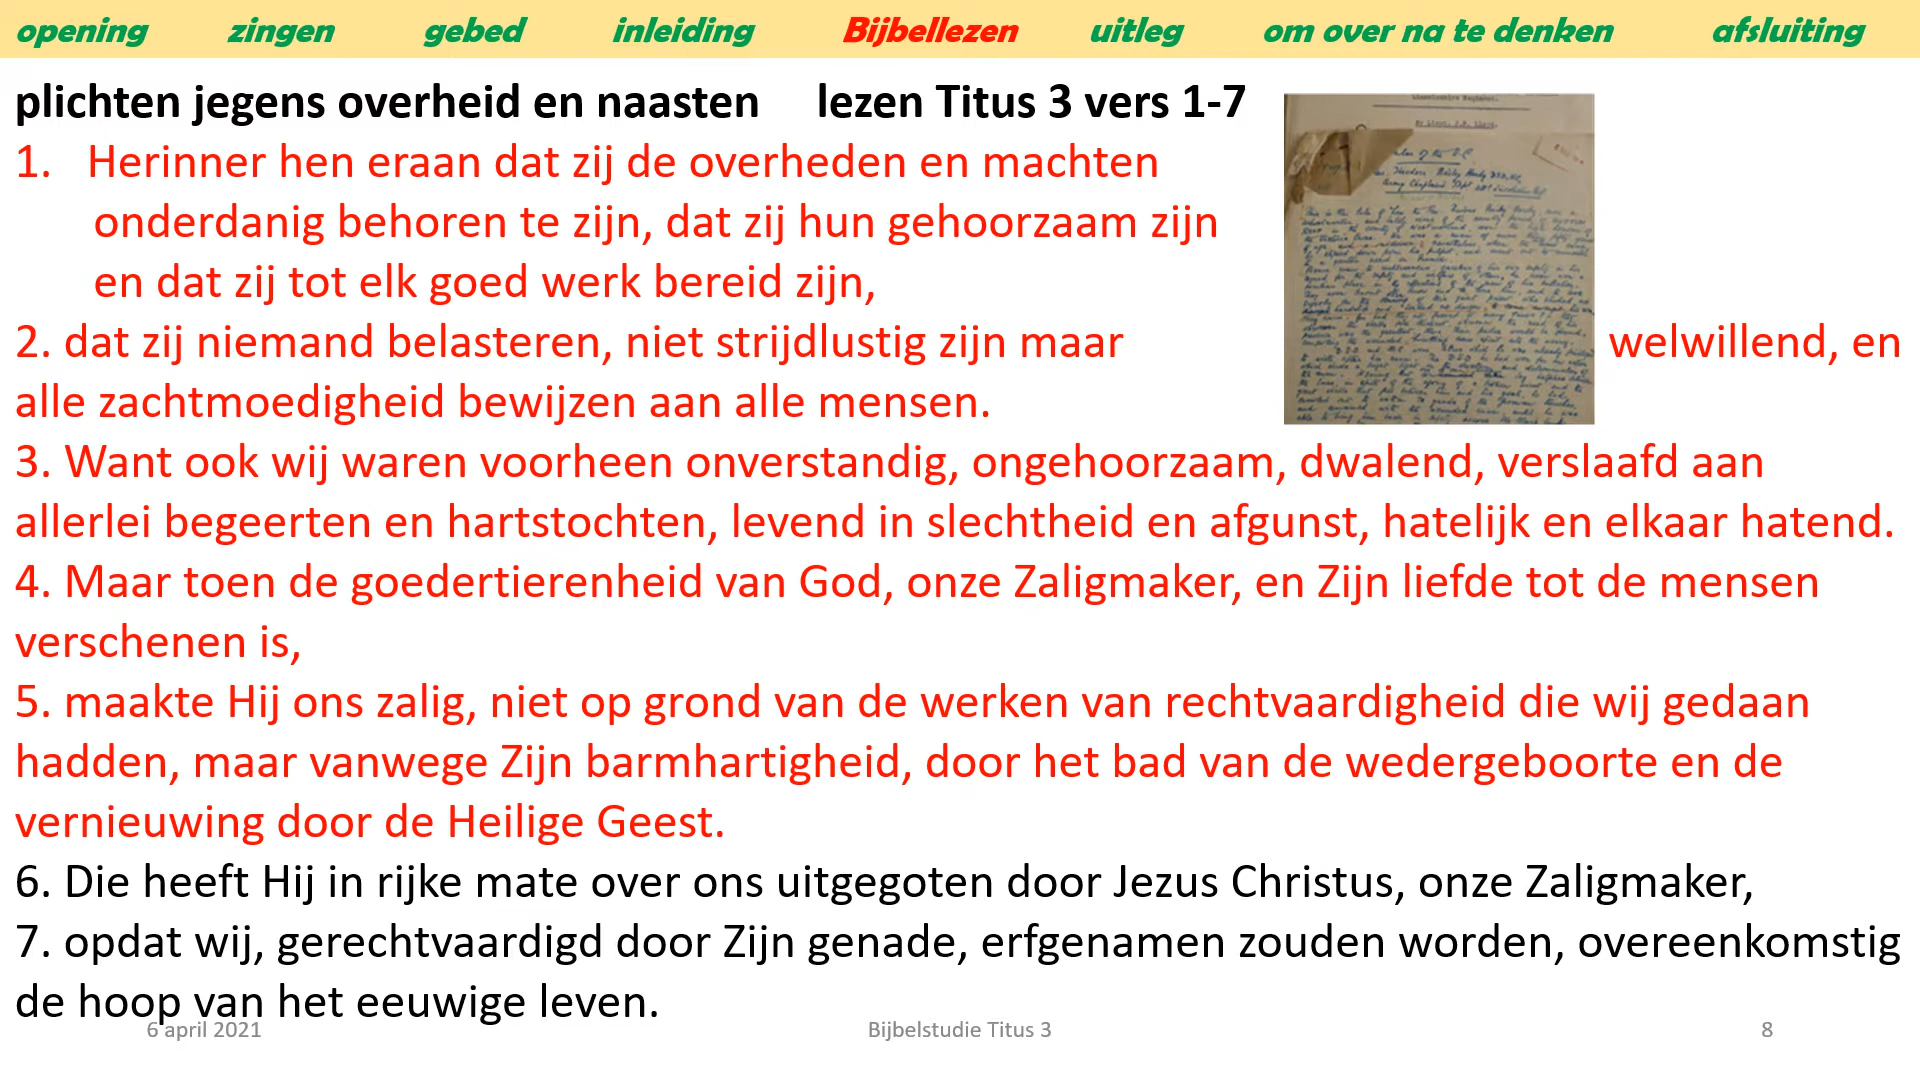 opening zingen gebed inleiding Bijbellezen uitleg om over na te denken afsluiting
plichten jegens overheid en naasten lezen Titus 3 vers 1-7
1. Herinner hen eraan dat zij de overheden en machten
onderdanig behoren te zijn, dat zij hun gehoorzaam zijn
en dat zij tot elk goed werk bereid zijn,
2. dat zij niemand belasteren, niet strijdlustig zijn maar welwillend, en
alle zachtmoedigheid bewijzen aan alle mensen.
3. Want ook wij waren voorheen onverstandig, ongehoorzaam, dwalend, verslaafd aan
allerlei begeerten en hartstochten, levend in slechtheid en afgunst, hatelijk en elkaar hatend.
4. Maar toen de goedertierenheid van God, onze Zaligmaker, en Zijn liefde tot de mensen
verschenen is,
5. maakte Hij ons zalig, niet op grond van de werken van rechtvaardigheid die wij gedaan
hadden, maar vanwege Zijn barmhartigheid, door het bad van de wedergeboorte en de
vernieuwing door de Heilige Geest.
6. Die heeft Hij in rijke mate over ons uitgegoten door Jezus Christus, onze Zaligmaker,
7. opdat wij, gerechtvaardigd door Zijn genade, erfgenamen zouden worden, overeenkomstig
de hoop van het eeuwige leven.
6 april 2021 Bijbelstudie Titus 3 8